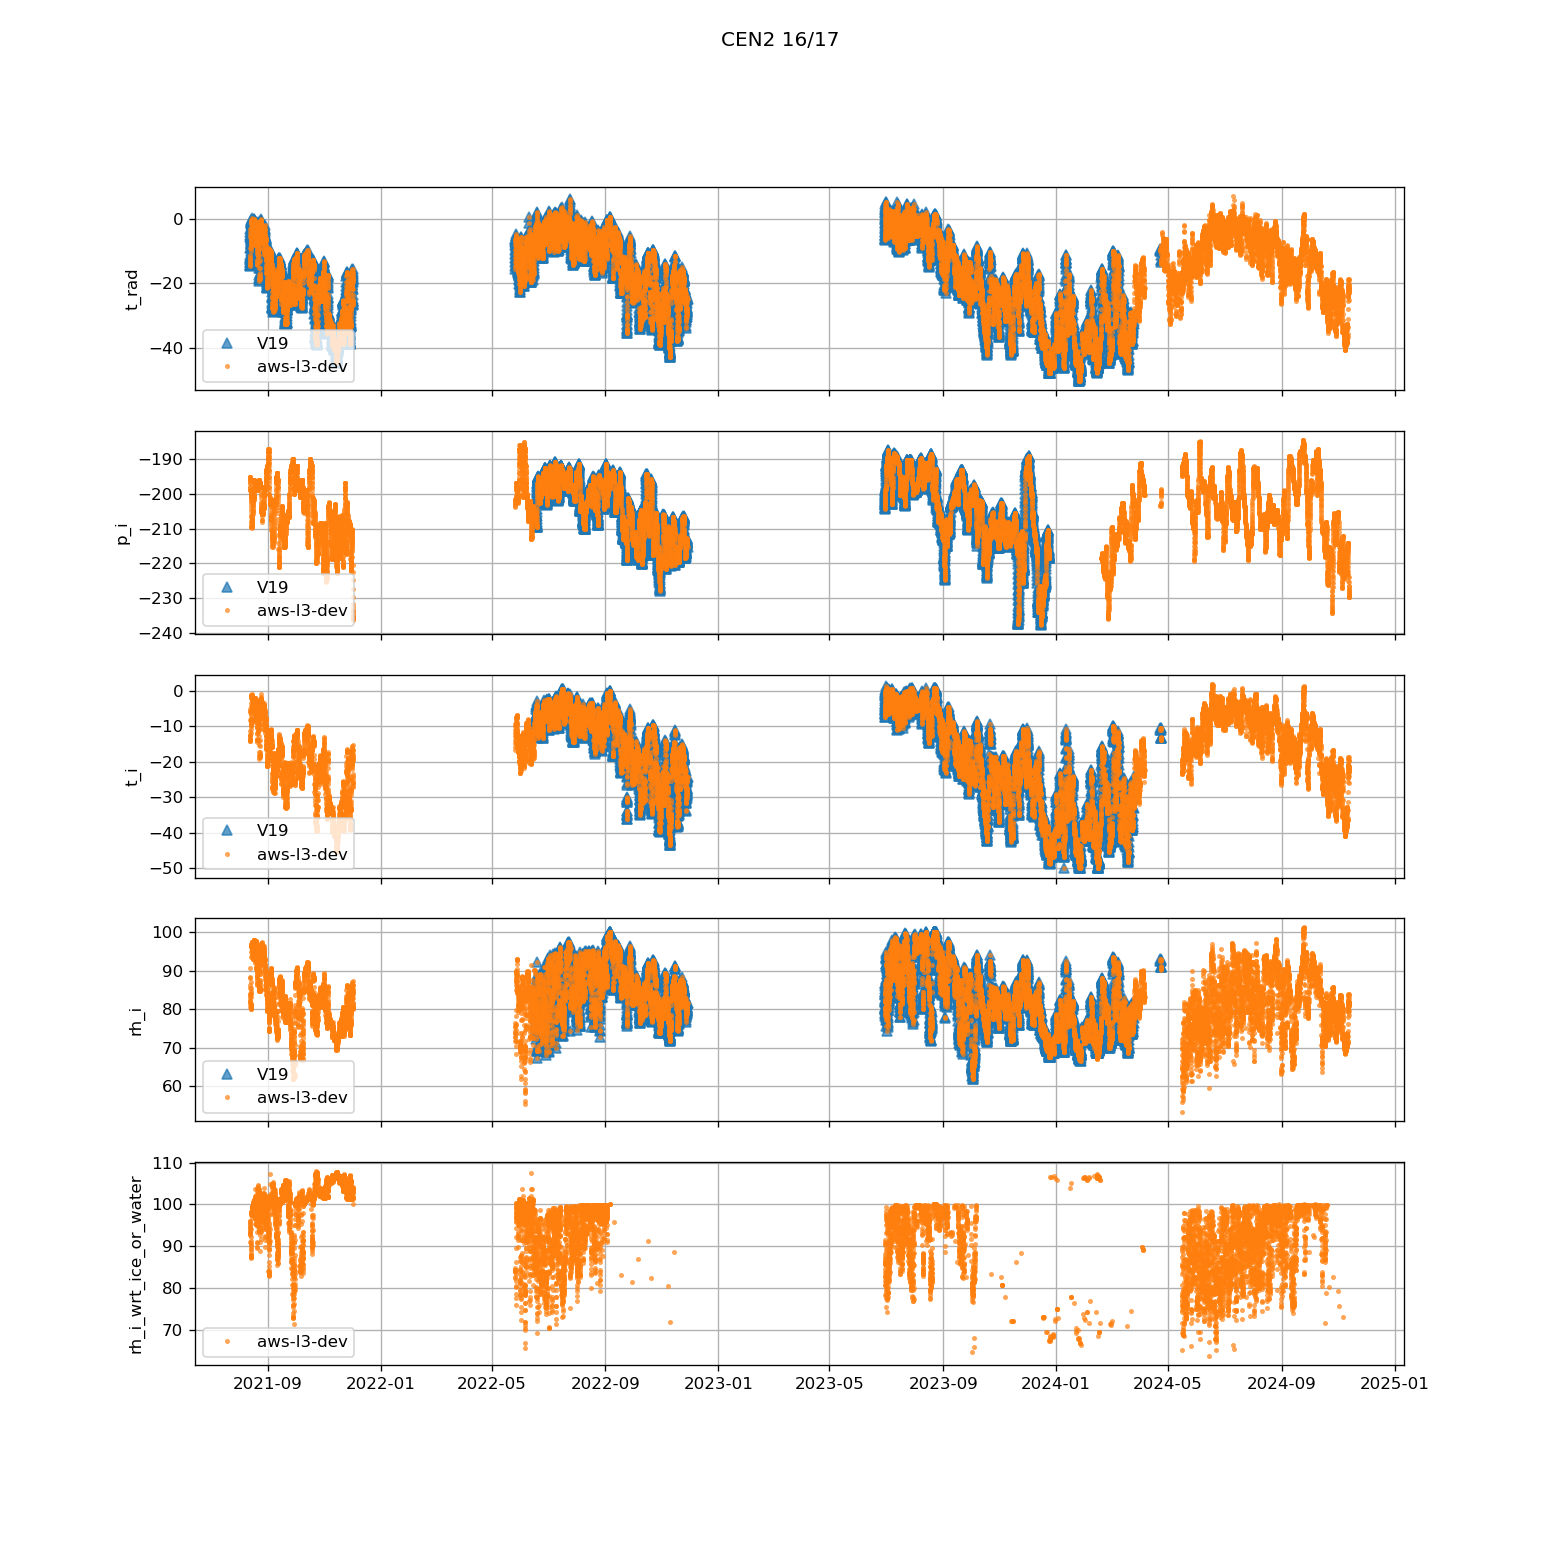 CEN2 16/17
t_rad
0
−20
−40
V19
aws-l3-dev
p_i
−190
−200
−210
−220
−230
−240
V19
aws-l3-dev
t_i
0
−10
−20
−30
−40
−50
V19
aws-l3-dev
rh_i
100
90
80
70
60
V19
aws-l3-dev
rh_i_wrt_ice_or_water
110
100
90
80
70
aws-l3-dev
2021-09 2022-01 2022-05 2022-09 2023-01 2023-05 2023-09 2024-01 2024-05 2024-09 2025-01